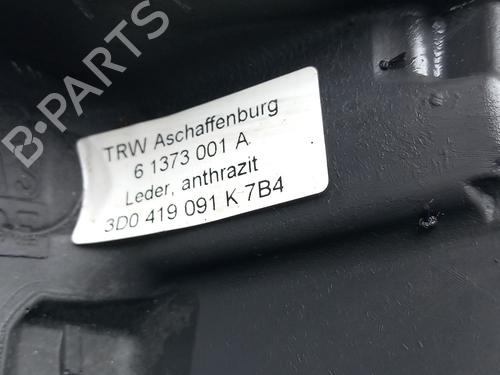 B-PARTS
TRW Aschaffenburg
6 1373 001 A
Leder, anthrazit
3D0 419 091 K 7B4